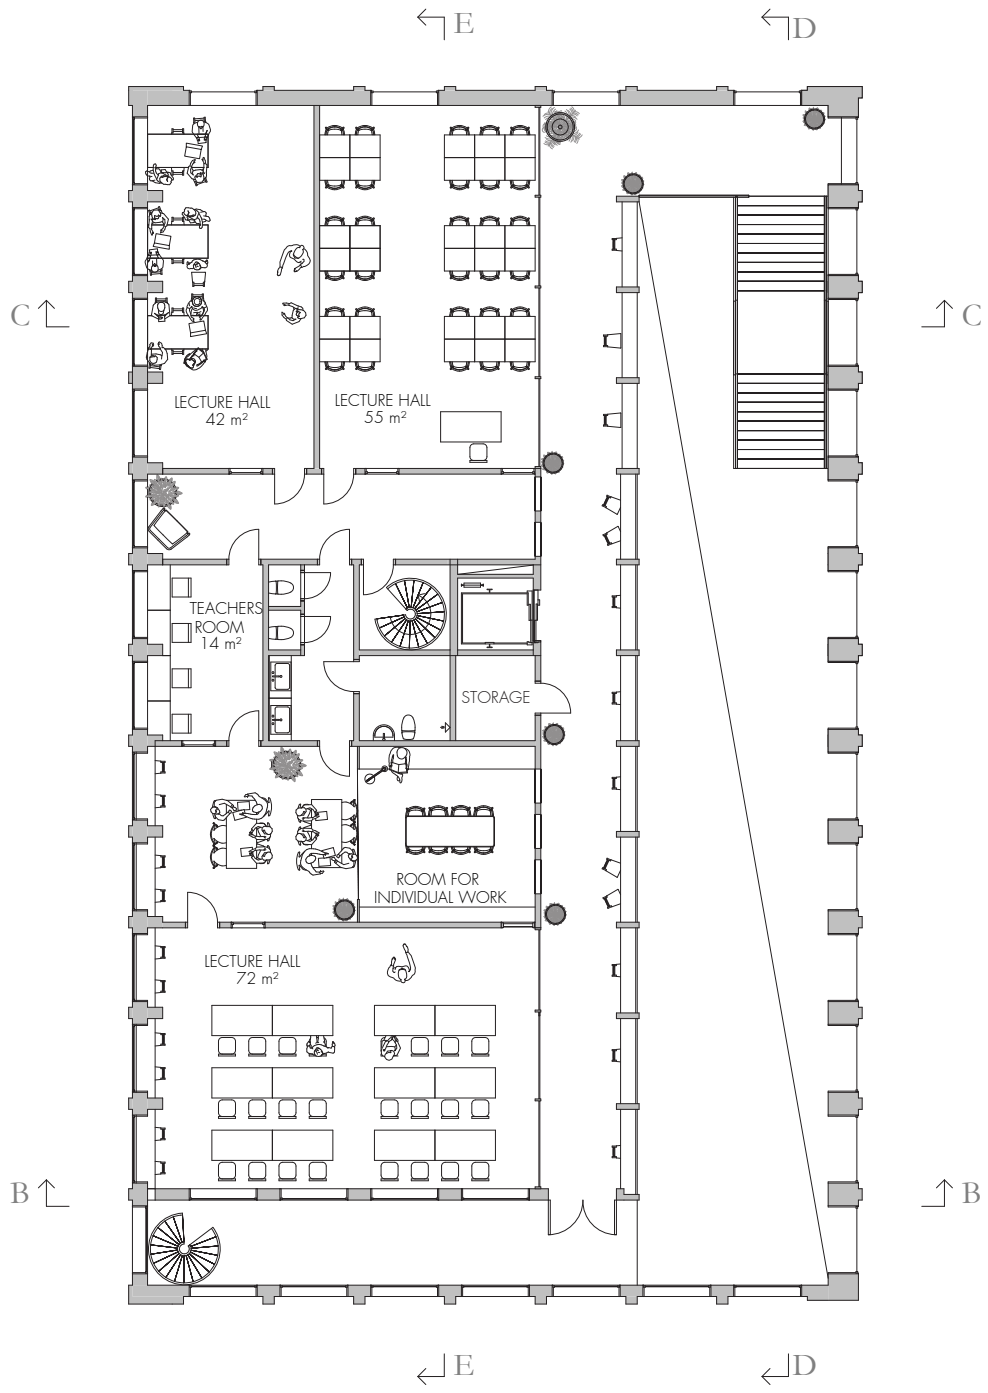 E
D
C
C
LECTURE HALL
42 m²
LECTURE HALL
55 m²
TEACHERS
ROOM
14 m²
STORAGE
ROOM FOR
INDIVIDUAL WORK
LECTURE HALL
72 m²
B
B
E
D